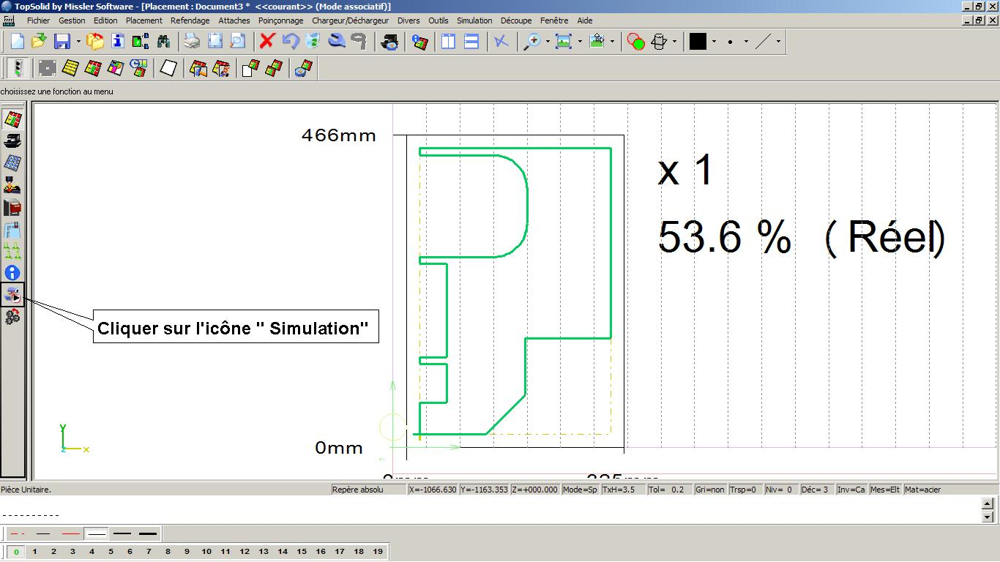 TopSolid by Missler Software - [Placement : Document3 * <<courant>> (Mode associatif)]
Fichier Gestion Edition Placement Refendage Attaches Poinçonnage Chargeur/Déchargeur Divers Outils Simulation Découpe Fenêtre Aide
choisissez une fonction au menu
466mm
x 1
53.6 % ( Réel)
Cliquer sur l'icône " Simulation"
y
z x
0mm
Pièce Unitaire. Repère absolu X=-1066.630 Y=-1163.353 Z=+000.000 Mode=Sp TxH=3.5 Tol= 0.2 Gri=non Trsp=0 Niv= 0 Déc= 3 Inv=Ca Mes=Elt Mat=acier
----------
0 1 2 3 4 5 6 7 8 9 10 11 12 13 14 15 16 17 18 19